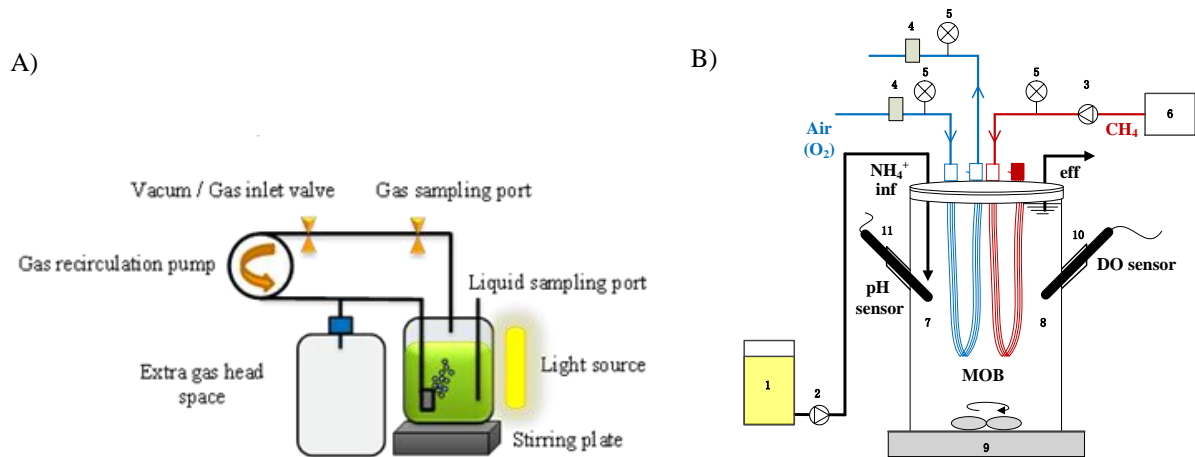 A)
Vacum / Gas inlet valve
Gas sampling port
Gas recirculation pump
Liquid sampling port
Extra gas head
space
Light source
Stirring plate
B)
5
4
5
5
4
3
6
Air
(O₂)
CH₄
NH₄⁺
inf
eff
11
10
pH
sensor
DO sensor
7
8
MOB
1
2
9